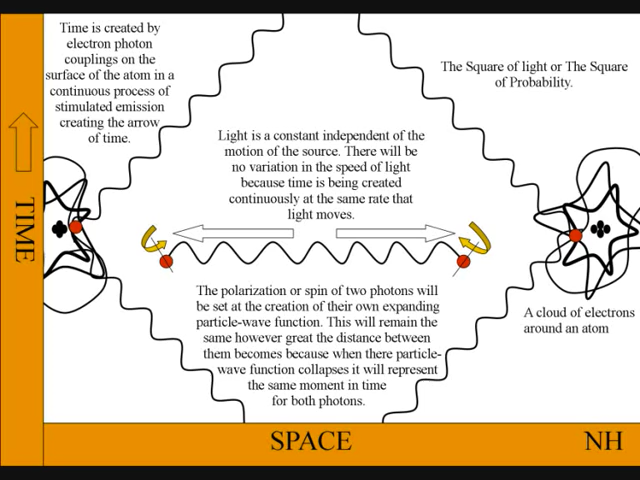 Time is created by
electron photon
couplings on the
surface of the atom in a
continuous process of
stimulated emission
creating the arrow
of time.
The Square of light or The Square
of Probability.
Light is a constant independent of the
motion of the source. There will be
no variation in the speed of light
because time is being created
continuously at the same rate that
light moves.
TIME
The polarization or spin of two photons will
be set at the creation of their own expanding
particle-wave function. This will remain the
same however great the distance between
them becomes because when there particle-
wave function collapses it will represent
the same moment in time
for both photons.
A cloud of electrons
around an atom
SPACE
NH